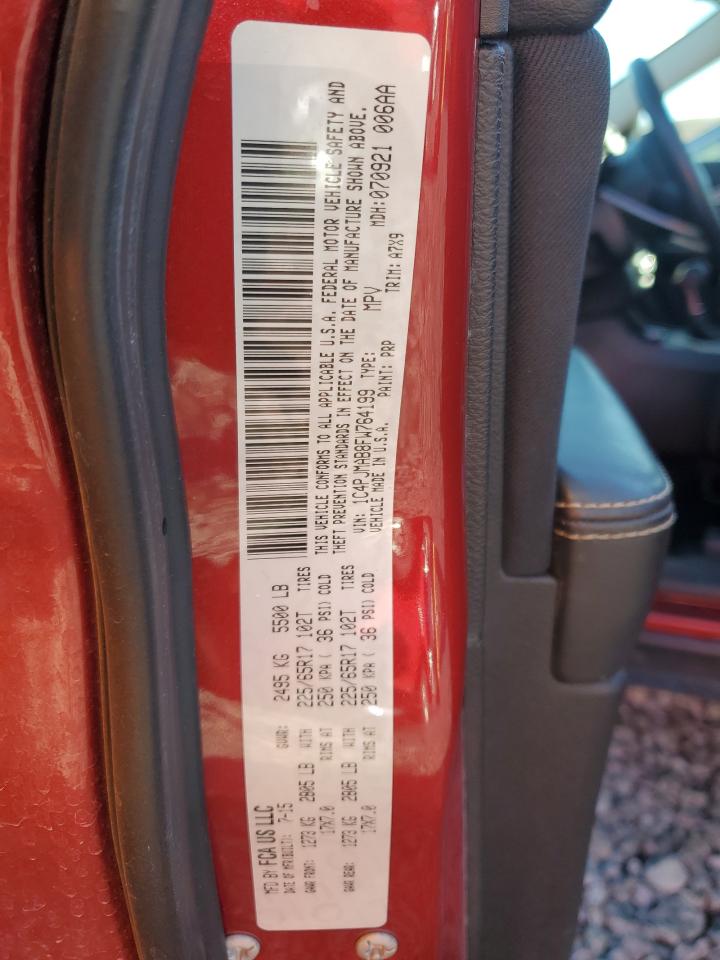 MFD BY FCA US LLC
DATE OF MFR(BUILT): 7-15 GVWR: 2495 KG 5500 LB
GAWR FRONT: 1273 KG 2805 LB WITH 225/65R17 102T TIRES
17X7.0 RIMS AT 250 KPA ( 36 PSI) COLD
GAWR REAR: 1273 KG 2805 LB WITH 225/65R17 102T TIRES
17X7.0 RIMS AT 250 KPA ( 36 PSI) COLD
THIS VEHICLE CONFORMS TO ALL APPLICABLE U.S.A. FEDERAL MOTOR VEHICLE SAFETY AND
THEFT PREVENTION STANDARDS IN EFFECT ON THE DATE OF MANUFACTURE SHOWN ABOVE.
VIN: 1C4PJMAB8FW764199 TYPE: MPV MDH:070921 006AA
VEHICLE MADE IN U.S.A. PAINT: PRP TRIM: A7X9